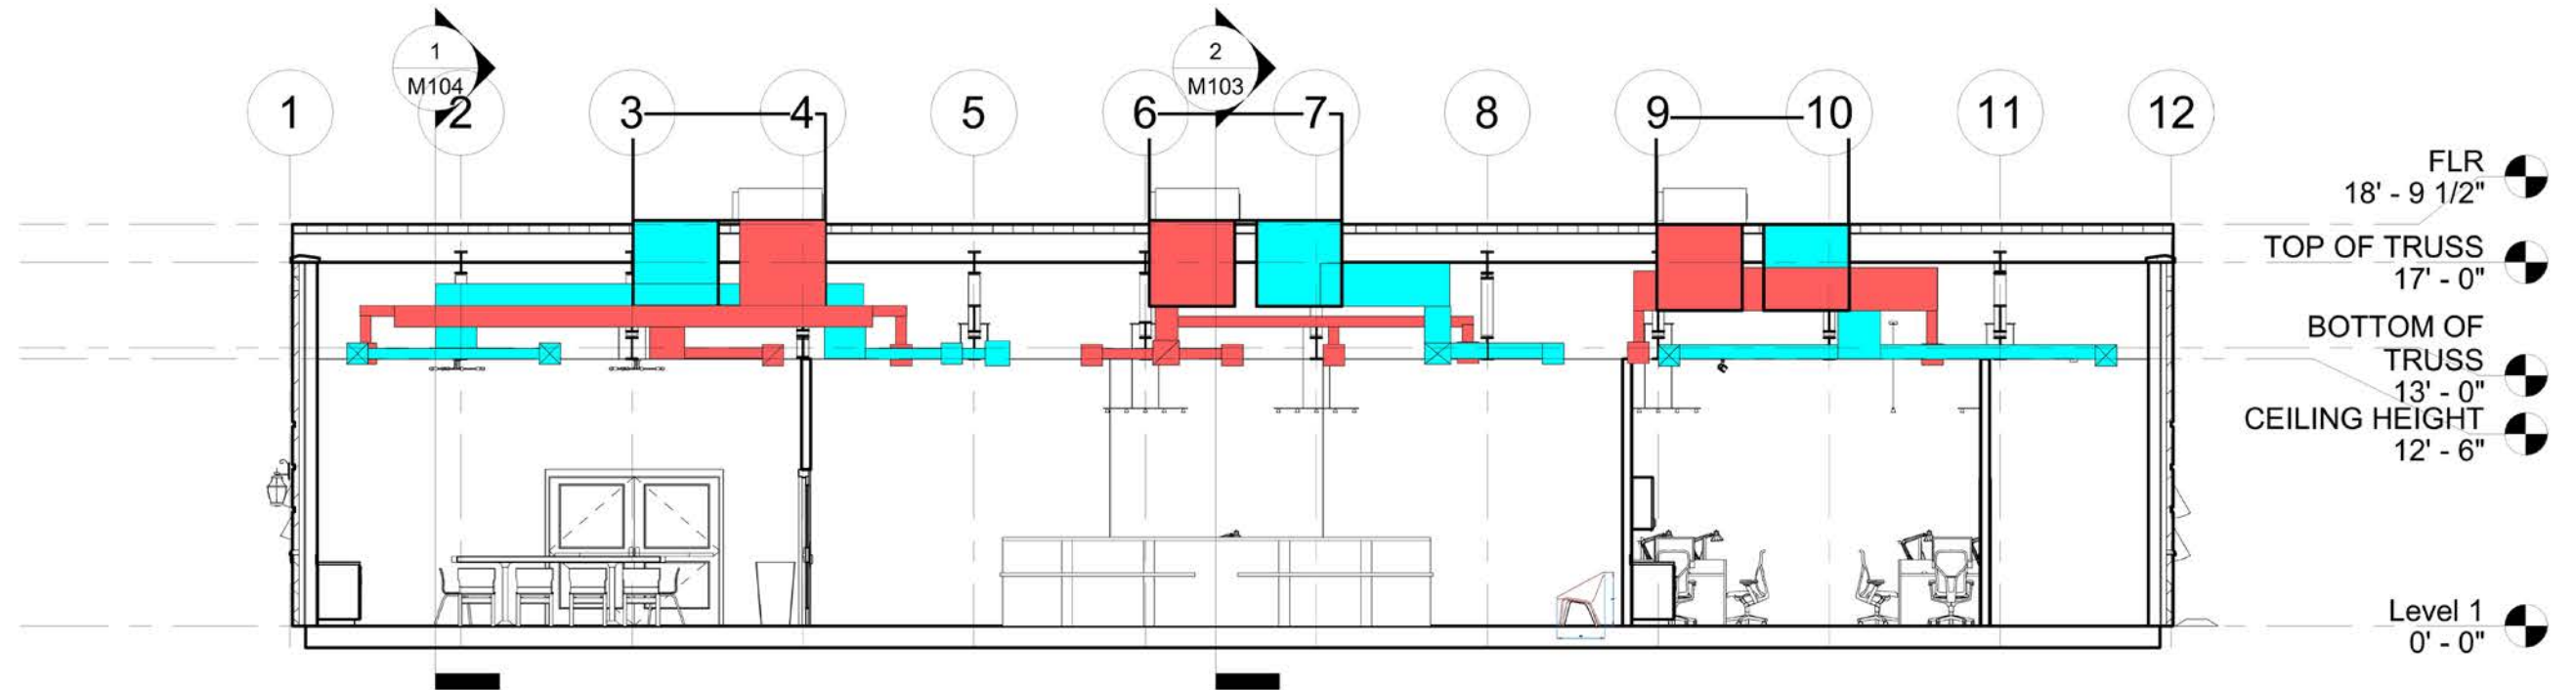 1
M104
2
M103
1
2
3
4
5
6
7
8
9
10
11
12
FLR
18' - 9 1/2"
TOP OF TRUSS
17' - 0"
BOTTOM OF
TRUSS
13' - 0"
CEILING HEIGHT
12' - 6"
Level 1
0' - 0"